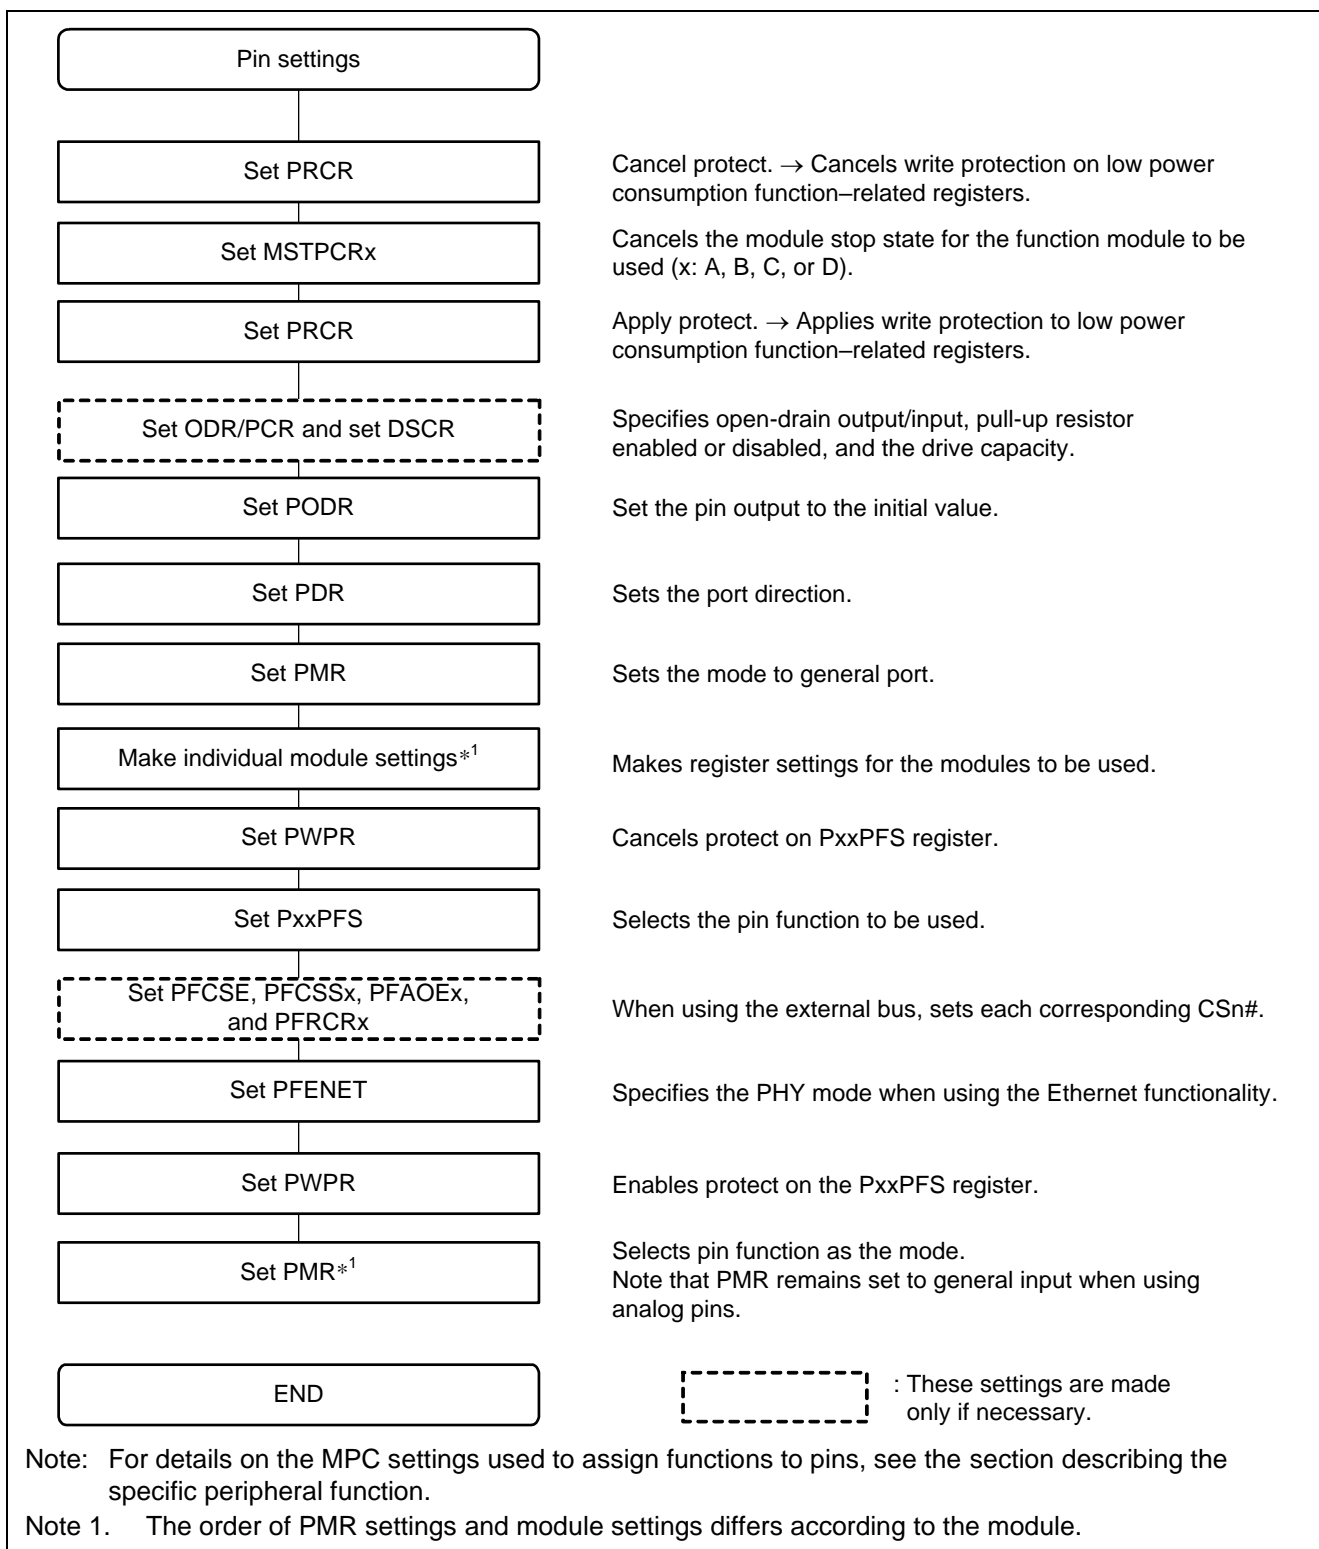 Pin settings
Set PRCR
Cancel protect. → Cancels write protection on low power
consumption function–related registers.
Set MSTPCRx
Cancels the module stop state for the function module to be
used (x: A, B, C, or D).
Set PRCR
Apply protect. → Applies write protection to low power
consumption function–related registers.
Set ODR/PCR and set DSCR
Specifies open-drain output/input, pull-up resistor
enabled or disabled, and the drive capacity.
Set PODR
Set the pin output to the initial value.
Set PDR
Sets the port direction.
Set PMR
Sets the mode to general port.
Make individual module settings*1
Makes register settings for the modules to be used.
Set PWPR
Cancels protect on PxxPFS register.
Set PxxPFS
Selects the pin function to be used.
Set PFCSE, PFCSSx, PFAOEx,
and PFRCRx
When using the external bus, sets each corresponding CSn#.
Set PFENET
Specifies the PHY mode when using the Ethernet functionality.
Set PWPR
Enables protect on the PxxPFS register.
Set PMR*1
Selects pin function as the mode.
Note that PMR remains set to general input when using
analog pins.
END
: These settings are made
only if necessary.
Note: For details on the MPC settings used to assign functions to pins, see the section describing the
specific peripheral function.
Note 1. The order of PMR settings and module settings differs according to the module.